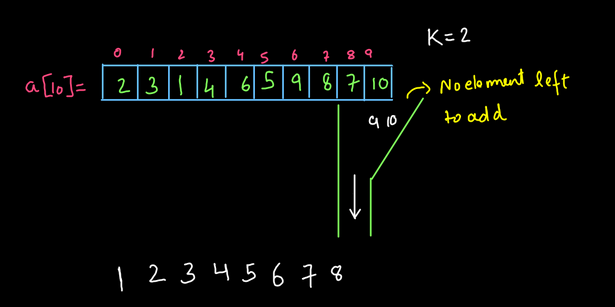 0 1 2 3 4 5 6 7 8 9
K=2
a[10]= 2 3 1 4 6 5 9 8 7 10
No element left
to add
9 10
1 2 3 4 5 6 7 8